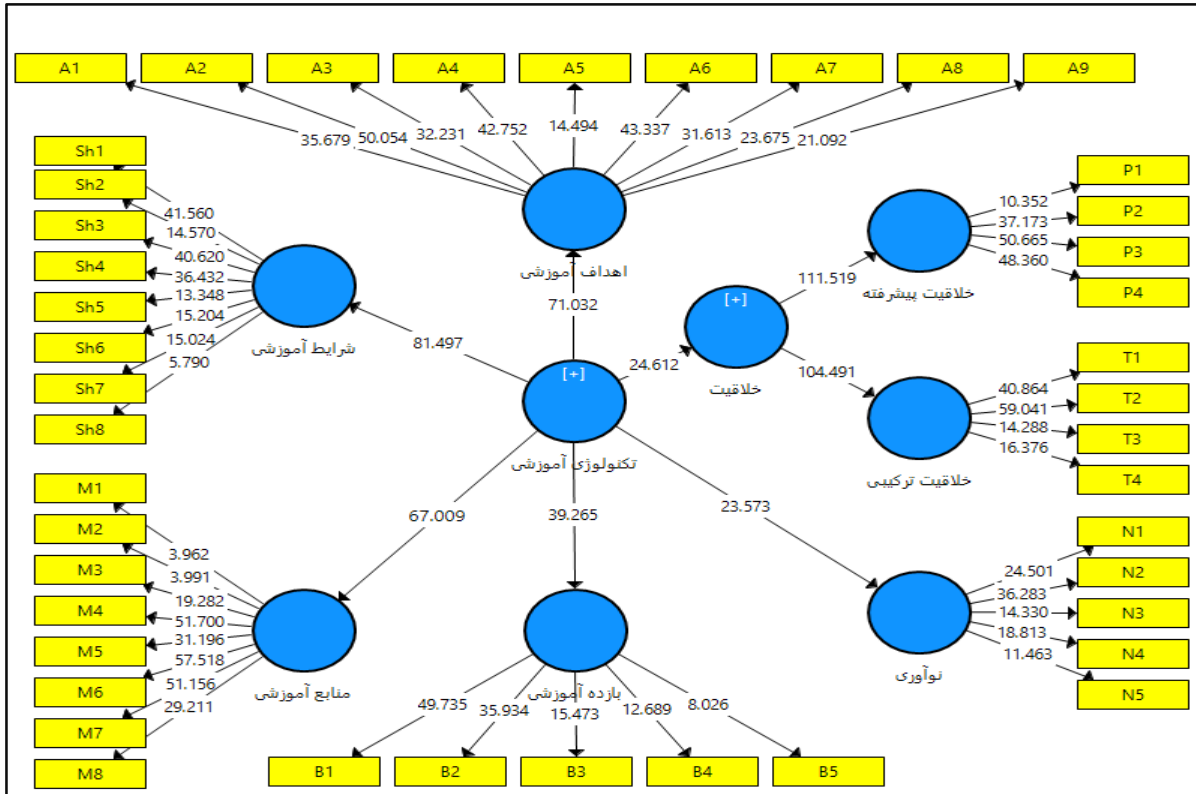 A1 A2 A3 A4 A5 A6 A7 A8 A9
35.679 50.054 32.231 42.752 14.494 43.337 31.613 23.675 21.092
اهداف آموزشی
Sh1
Sh2
Sh3
Sh4
Sh5
Sh6
Sh7
Sh8
41.560
14.570
40.620
36.432
13.348
15.204
15.024
5.790
شرایط آموزشی
81.497
71.032
[+]
تکنولوژی آموزشی
24.612
[+]
خلاقیت
111.519
104.491
خلاقیت پیشرفته
10.352
37.173
50.665
48.360
P1
P2
P3
P4
خلاقیت ترکیبی
40.864
59.041
14.288
16.376
T1
T2
T3
T4
67.009
39.265
23.573
M1
M2
M3
M4
M5
M6
M7
M8
3.962
3.991
19.282
51.700
31.196
57.518
51.156
29.211
منابع آموزشی
بازده آموزشی
49.735 35.934 15.473 12.689 8.026
B1 B2 B3 B4 B5
نوآوری
24.501
36.283
14.330
18.813
11.463
N1
N2
N3
N4
N5